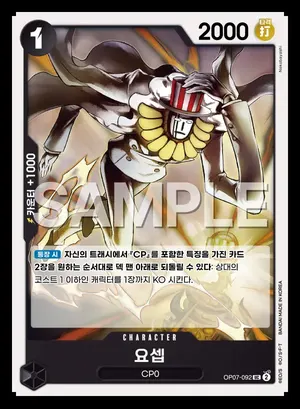 1
2000
타격
打
카운터 +1000
SAMPLE
등장 시 자신의 트래시에서 『CP』를 포함한 특징을 가진 카드
2장을 원하는 순서대로 덱 맨 아래로 되돌릴 수 있다: 상대의
코스트 1 이하인 캐릭터를 1장까지 KO 시킨다.
CHARACTER
요셉
CP0
OP07-092 UC 2